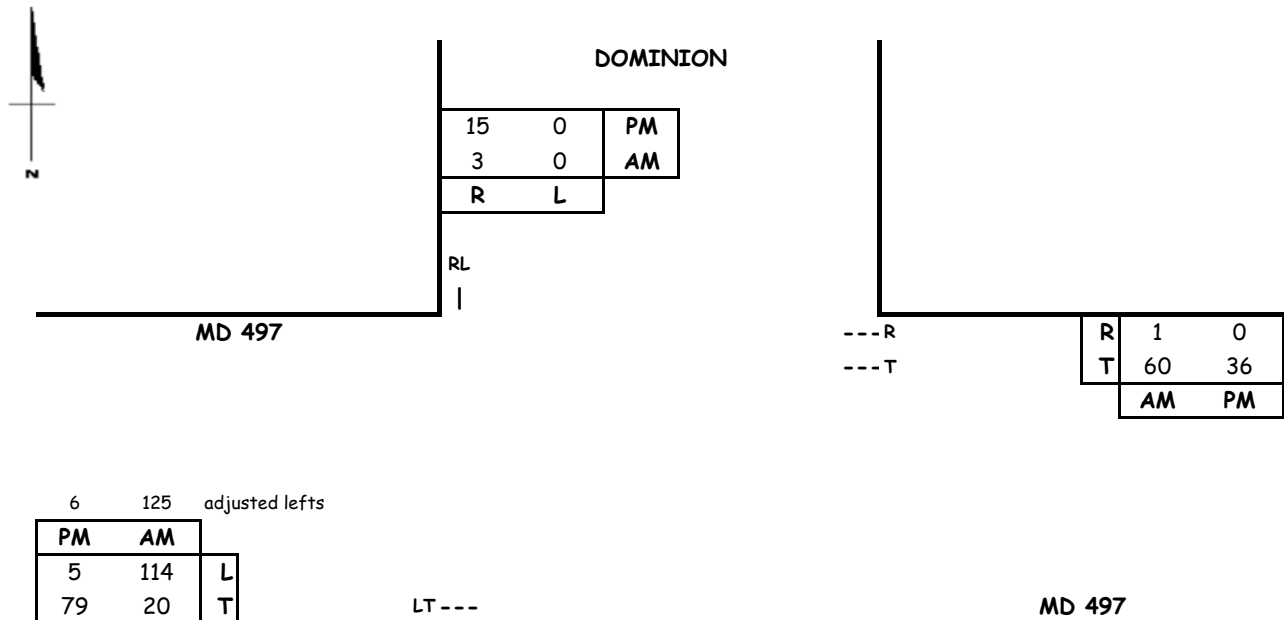 DOMINION
15 0 PM
3 0 AM
R L
RL
|
MD 497
---R
---T
R 1 0
T 60 36
AM PM
6 125 adjusted lefts
PM AM
5 114 L
79 20 T
LT---
MD 497
N